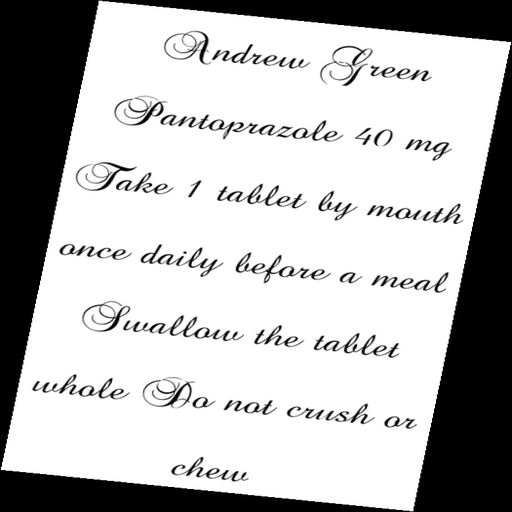 Andrew Green
Pantoprazole 40 mg
Take 1 tablet by mouth
once daily before a meal
Swallow the tablet
whole Do not crush or
chew